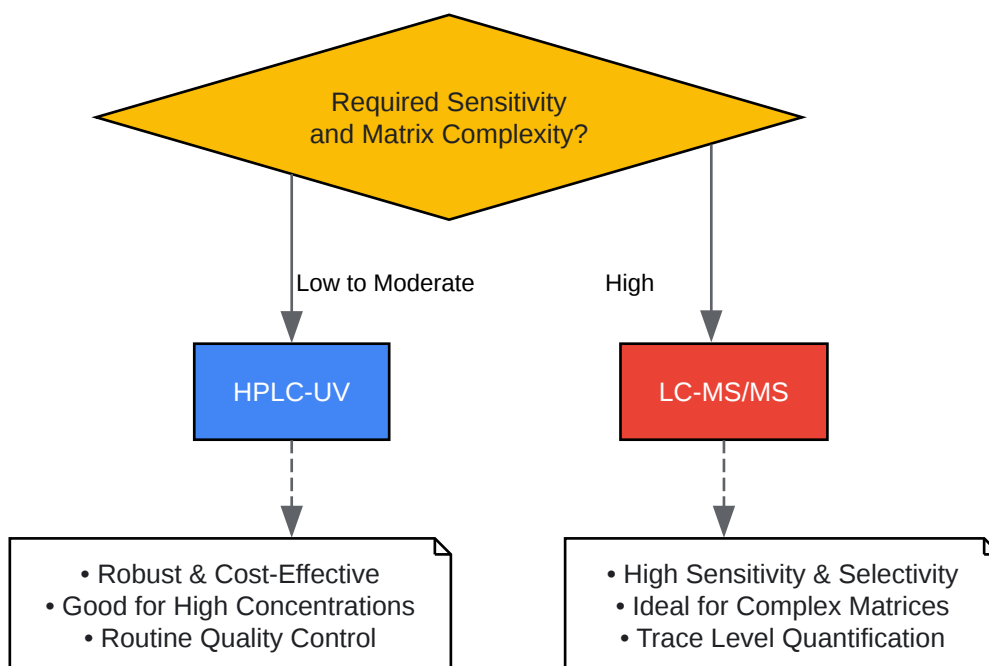 Required Sensitivity
and Matrix Complexity?
Low to Moderate
High
HPLC-UV
LC-MS/MS
• Robust & Cost-Effective
• Good for High Concentrations
• Routine Quality Control
• High Sensitivity & Selectivity
• Ideal for Complex Matrices
• Trace Level Quantification